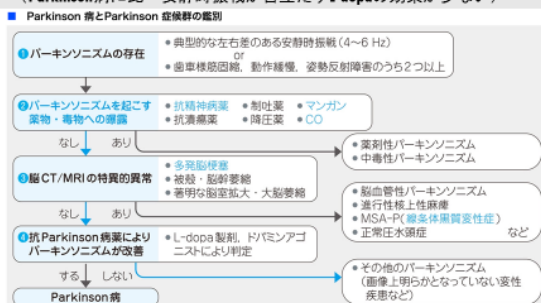 ■ Parkinson 病とParkinson 症候群の鑑別
❶パーキンソニズムの存在
●典型的な左右差のある安静時振戦(4〜6 Hz)
or
●歯車様筋固縮,動作緩慢,姿勢反射障害のうち2つ以上
❷パーキンソニズムを起こす
薬物・毒物への曝露
●抗精神病薬 ●制吐薬 ●マンガン
●抗潰瘍薬 ●降圧薬 ●CO
なし あり
●薬剤性パーキンソニズム
●中毒性パーキンソニズム
❸脳CT/MRIの特異的異常
●多発脳梗塞
●被殻・脳幹萎縮
●著明な脳室拡大・大脳萎縮
なし あり
●脳血管性パーキンソニズム
●進行性核上性麻痺
●MSA-P(線条体黒質変性症)
●正常圧水頭症 など
❹抗Parkinson病薬により
パーキンソニズムが改善
●L-dopa製剤,ドパミンアゴ
ニストにより判定
する しない
●その他のパーキンソニズム
(画像上明らかとなっていない変性
疾患など)
Parkinson病